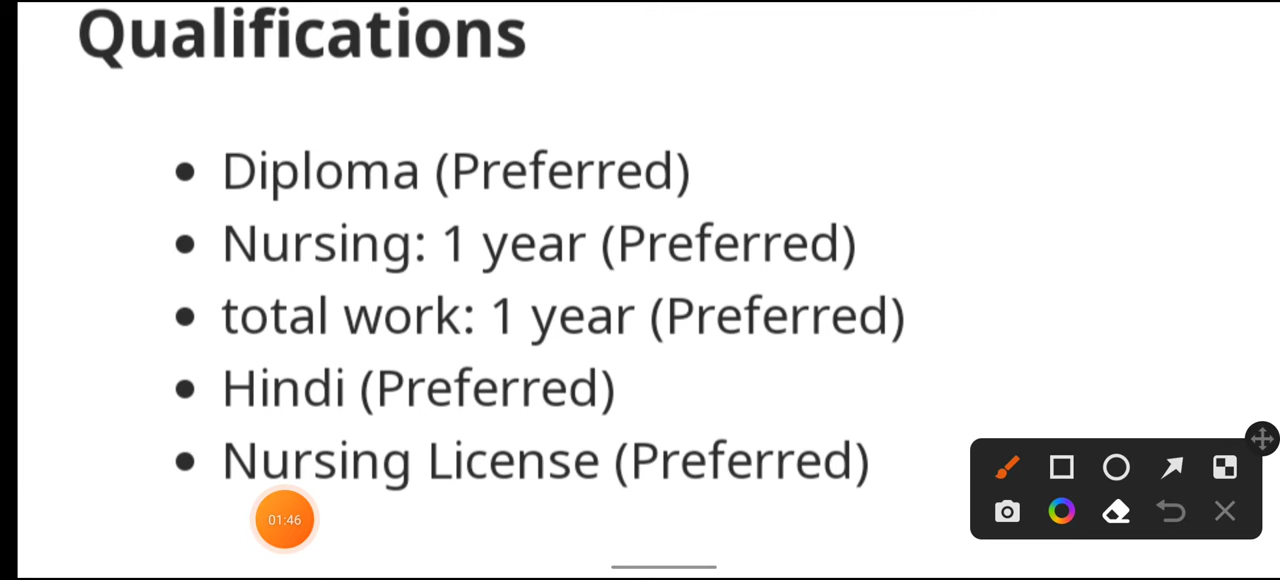 Qualifications
Diploma (Preferred)
Nursing: 1 year (Preferred)
total work: 1 year (Preferred)
Hindi (Preferred)
Nursing License (Preferred)
01:46